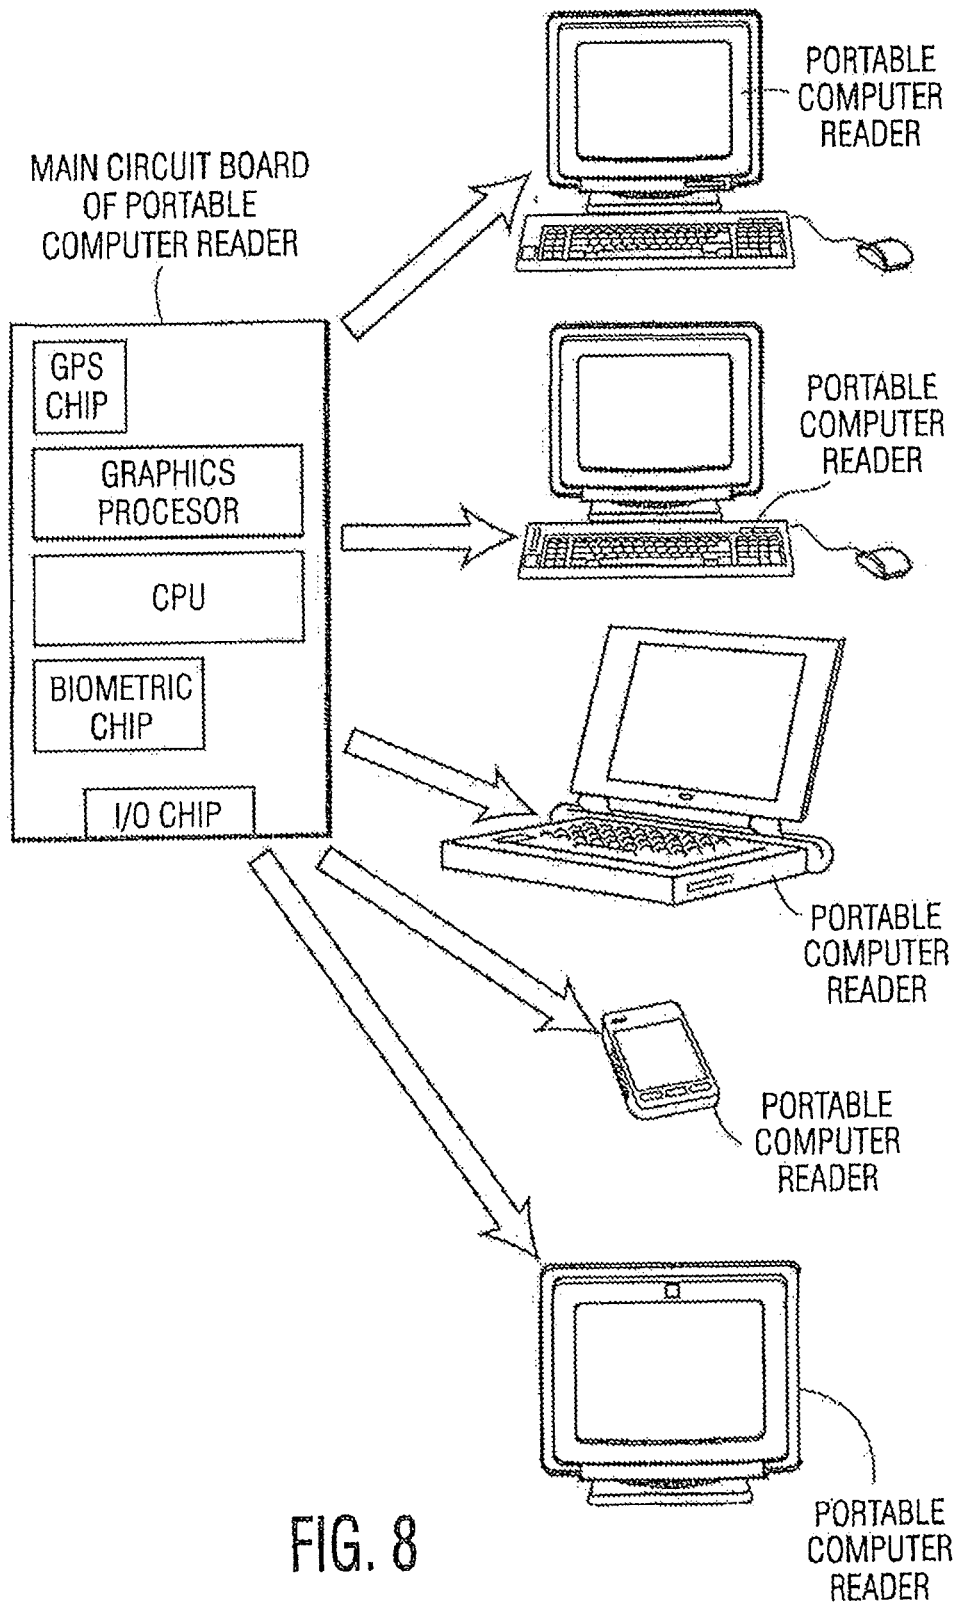 PORTABLE
COMPUTER
READER
MAIN CIRCUIT BOARD
OF PORTABLE
COMPUTER READER
GPS
CHIP
GRAPHICS
PROCESOR
CPU
BIOMETRIC
CHIP
I/O CHIP
PORTABLE
COMPUTER
READER
PORTABLE
COMPUTER
READER
PORTABLE
COMPUTER
READER
PORTABLE
COMPUTER
READER
FIG. 8